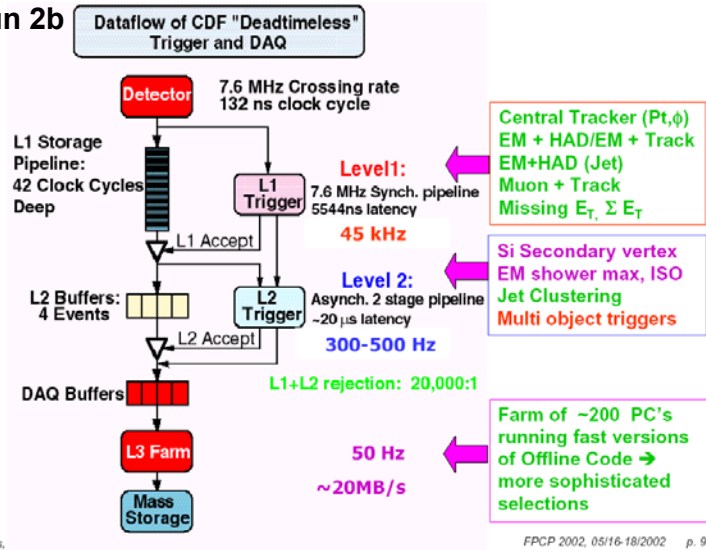 un 2b
Dataflow of CDF "Deadtimeless"
Trigger and DAQ
Detector
7.6 MHz Crossing rate
132 ns clock cycle
L1 Storage
Pipeline:
42 Clock Cycles
Deep
L1
Trigger
Level1:
7.6 MHz Synch. pipeline
5544ns latency
45 kHz
Central Tracker (Pt,ϕ)
EM + HAD/EM + Track
EM+HAD (Jet)
Muon + Track
Missing ET, Σ ET
L1 Accept
L2 Buffers:
4 Events
L2
Trigger
Level 2:
Asynch. 2 stage pipeline
~20 μs latency
300-500 Hz
Si Secondary vertex
EM shower max, ISO
Jet Clustering
Multi object triggers
L2 Accept
L1+L2 rejection: 20,000:1
DAQ Buffers
L3 Farm
50 Hz
~20MB/s
Farm of ~200 PC's
running fast versions
of Offline Code ➔
more sophisticated
selections
Mass
Storage
s,
FPCP 2002, 05/16-18/2002 p. 9